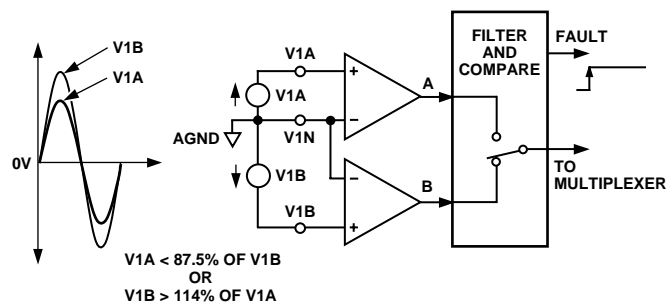 V1B
V1A
0V
V1A
V1A
AGND
V1N
V1B
V1B
A
B
FILTER
AND
COMPARE
FAULT
TO
MULTIPLEXER
V1A < 87.5% OF V1B
OR
V1B > 114% OF V1A